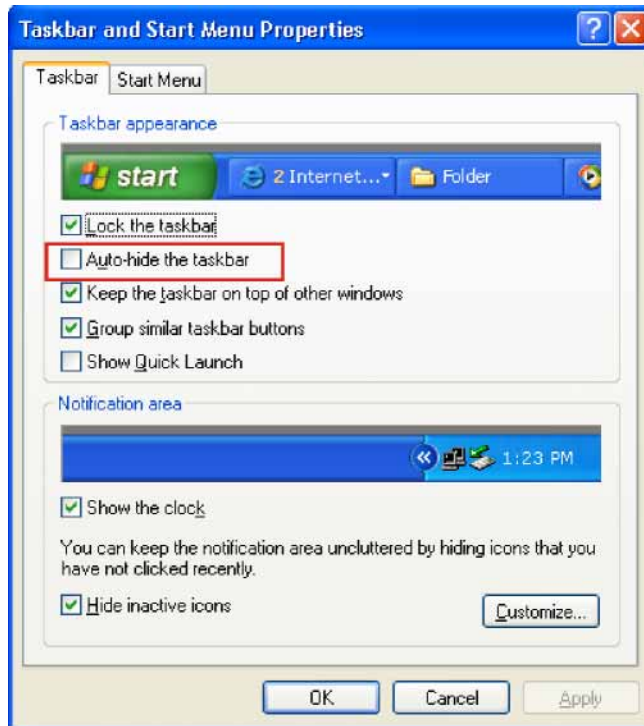 Taskbar and Start Menu Properties
Taskbar
Start Menu
Taskbar appearance
start
2 Internet...
Folder
Lock the taskbar
Auto-hide the taskbar
Keep the taskbar on top of other windows
Group similar taskbar buttons
Show Quick Launch
Notification area
1:23 PM
Show the clock
You can keep the notification area uncluttered by hiding icons that you
have not clicked recently.
Hide inactive icons
Customize...
OK
Cancel
Apply